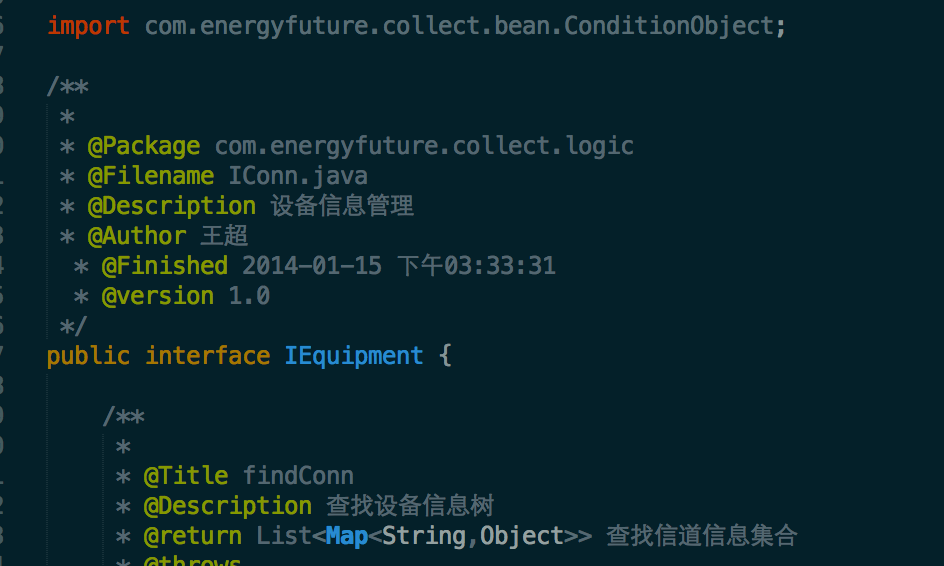 import com.energyfuture.collect.bean.ConditionObject;
/**
*
* @Package com.energyfuture.collect.logic
* @Filename IConn.java
* @Description 设备信息管理
* @Author 王超
* @Finished 2014-01-15 下午03:33:31
* @version 1.0
*/
public interface IEquipment {
/**
*
* @Title findConn
* @Description 查找设备信息树
* @return List<Map<String,Object>> 查找信道信息集合
* @throws